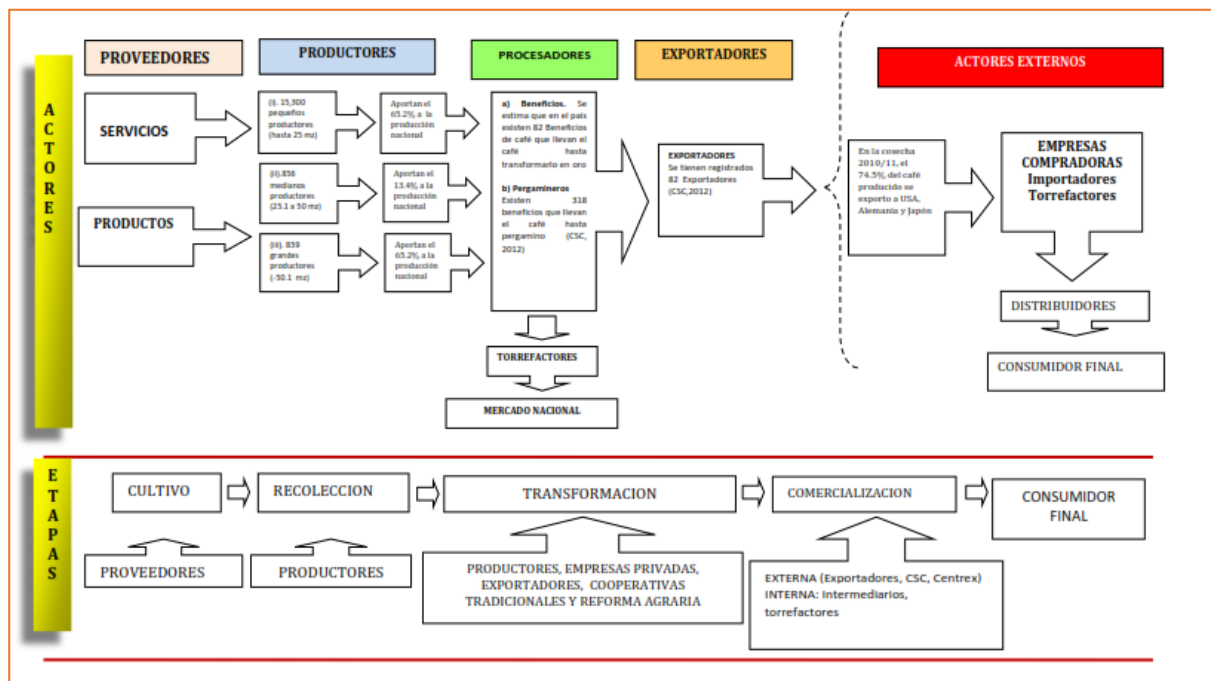 ACTORES
PROVEEDORES
PRODUCTORES
PROCESADORES
EXPORTADORES
ACTORES EXTERNOS
SERVICIOS
PRODUCTOS
(i). 15,300
pequeños
productores
(hasta 25 mz)
Aportan el
65.2% a la
producción
nacional
(ii).856
medianos
productores
(25.1 a 50 mz)
Aportan el
13.4%, a la
producción
nacional
(iii). 839
grandes
productores
(-50.1 mz)
Aportan el
65.2%, a la
producción
nacional
a) Beneficios. Se
estima que en el país
existen 82 Beneficios
de café que llevan el
café hasta
transformarlo en oro
b) Pergamineros
Existen 318
beneficios que llevan
el café hasta
pergamino (CSC,
2012)
TORREFACTORES
MERCADO NACIONAL
EXPORTADORES
Se tienen registrados
82 Exportadores
(CSC,2012)
En la cosecha
2010/11, el
74.5% del café
producido se
exporto a USA,
Alemania y Japón
EMPRESAS
COMPRADORAS
Importadores
Torrefactores
DISTRIBUIDORES
CONSUMIDOR FINAL
ETAPAS
CULTIVO
RECOLECCION
TRANSFORMACION
COMERCIALIZACION
CONSUMIDOR
FINAL
PROVEEDORES
PRODUCTORES
PRODUCTORES, EMPRESAS PRIVADAS,
EXPORTADORES, COOPERATIVAS
TRADICIONALES Y REFORMA AGRARIA
EXTERNA (Exportadores, CSC, Centrex)
INTERNA: Intermediarios,
torrefactores